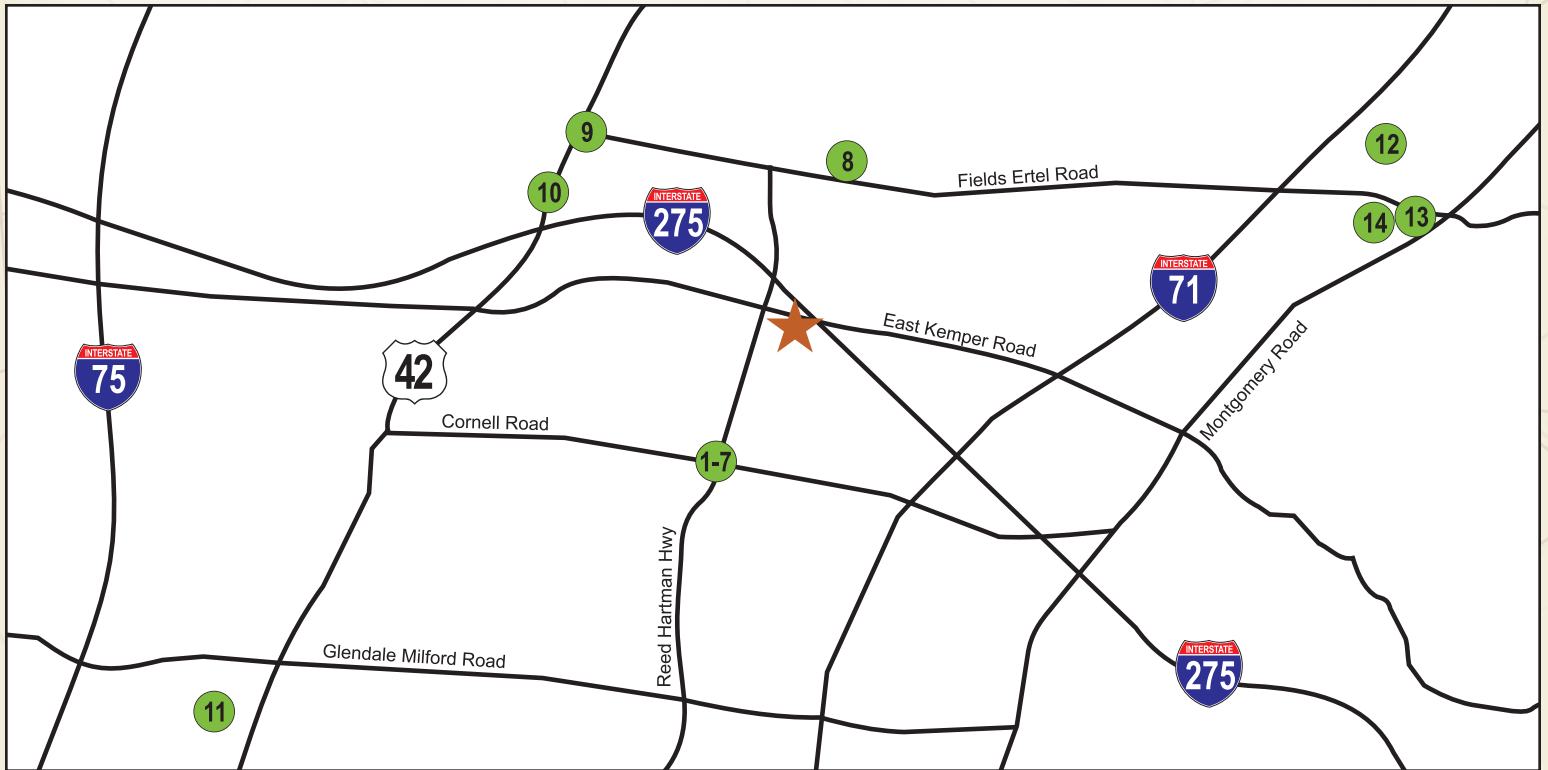 9
8
12
Fields Ertel Road
10
INTERSTATE
275
14
13
INTERSTATE
71
East Kemper Road
INTERSTATE
75
42
Montgomery Road
Cornell Road
1-7
Reed Hartman Hwy
Glendale Milford Road
INTERSTATE
275
11